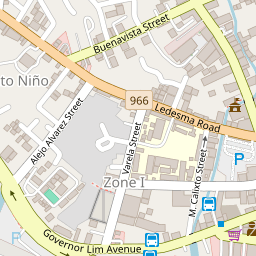 Buenavista Street
to Niño
966
Ledesma Road
Alejo Alvarez Street
Varela Street
M. Calixto Street
P
Zone I
Governor Lim Avenue
P